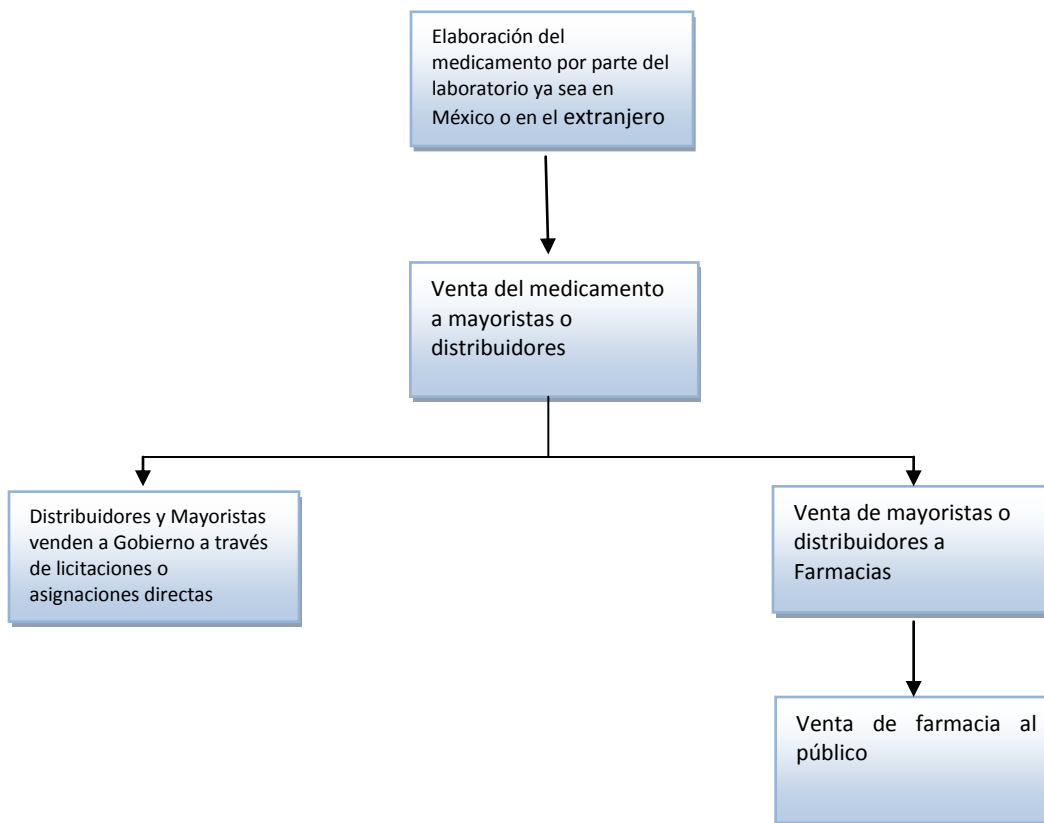 Elaboración del
medicamento por parte del
laboratorio ya sea en
México o en el extranjero
Venta del medicamento
a mayoristas o
distribuidores
Distribuidores y Mayoristas
venden a Gobierno a través
de licitaciones o
asignaciones directas
Venta de mayoristas o
distribuidores a
Farmacias
Venta de farmacia al
público